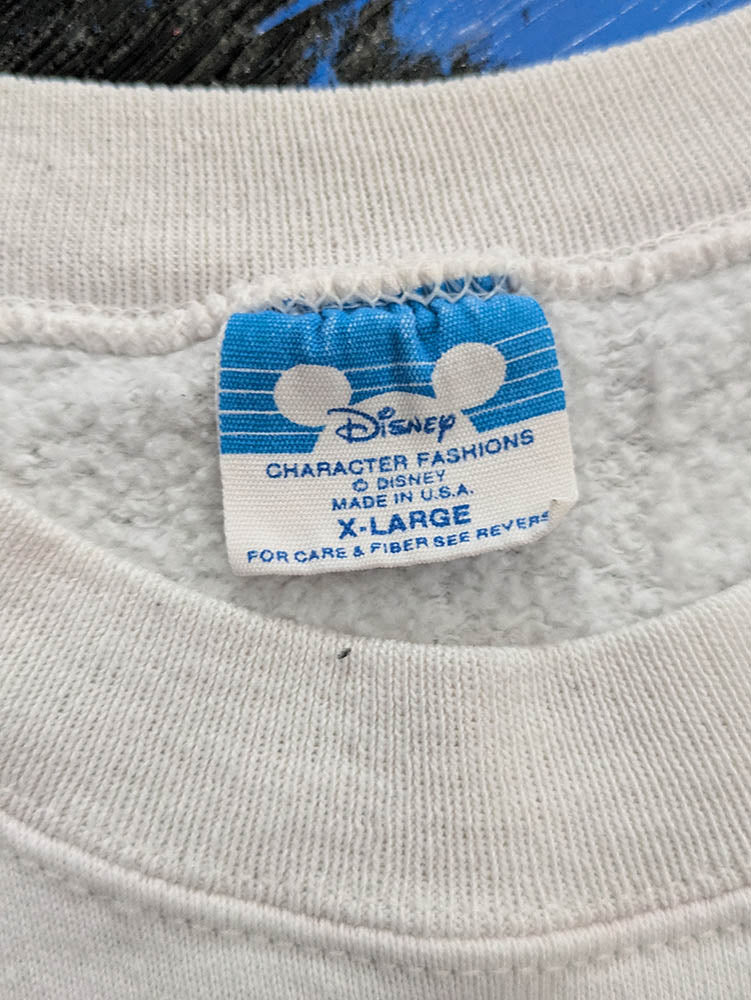 Disney
CHARACTER FASHIONS
© DISNEY
MADE IN U.S.A.
X-LARGE
FOR CARE & FIBER SEE REVERS